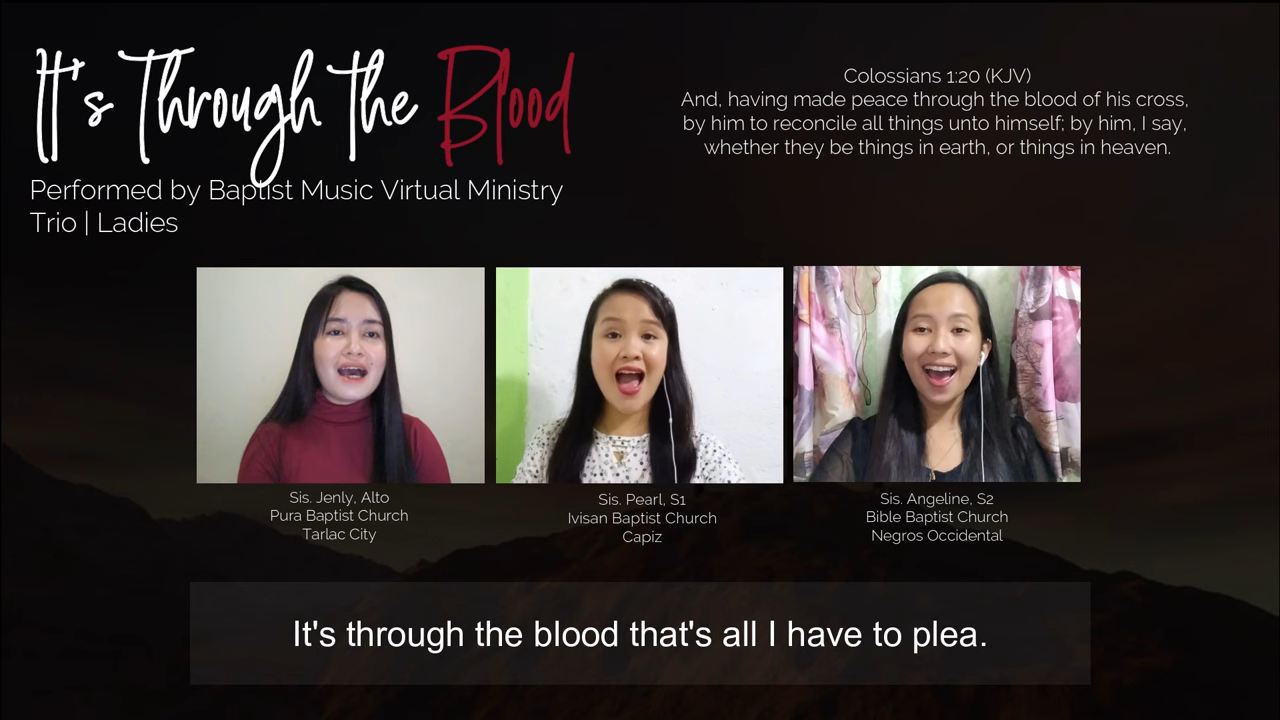 It's Through the Blood
Performed by Baptist Music Virtual Ministry
Trio | Ladies
Colossians 1:20 (KJV)
And, having made peace through the blood of his cross,
by him to reconcile all things unto himself; by him, I say,
whether they be things in earth, or things in heaven.
Sis. Jenly, Alto
Pura Baptist Church
Tarlac City
Sis. Pearl, S1
Ivisan Baptist Church
Capiz
Sis. Angeline, S2
Bible Baptist Church
Negros Occidental
It's through the blood that's all I have to plea.